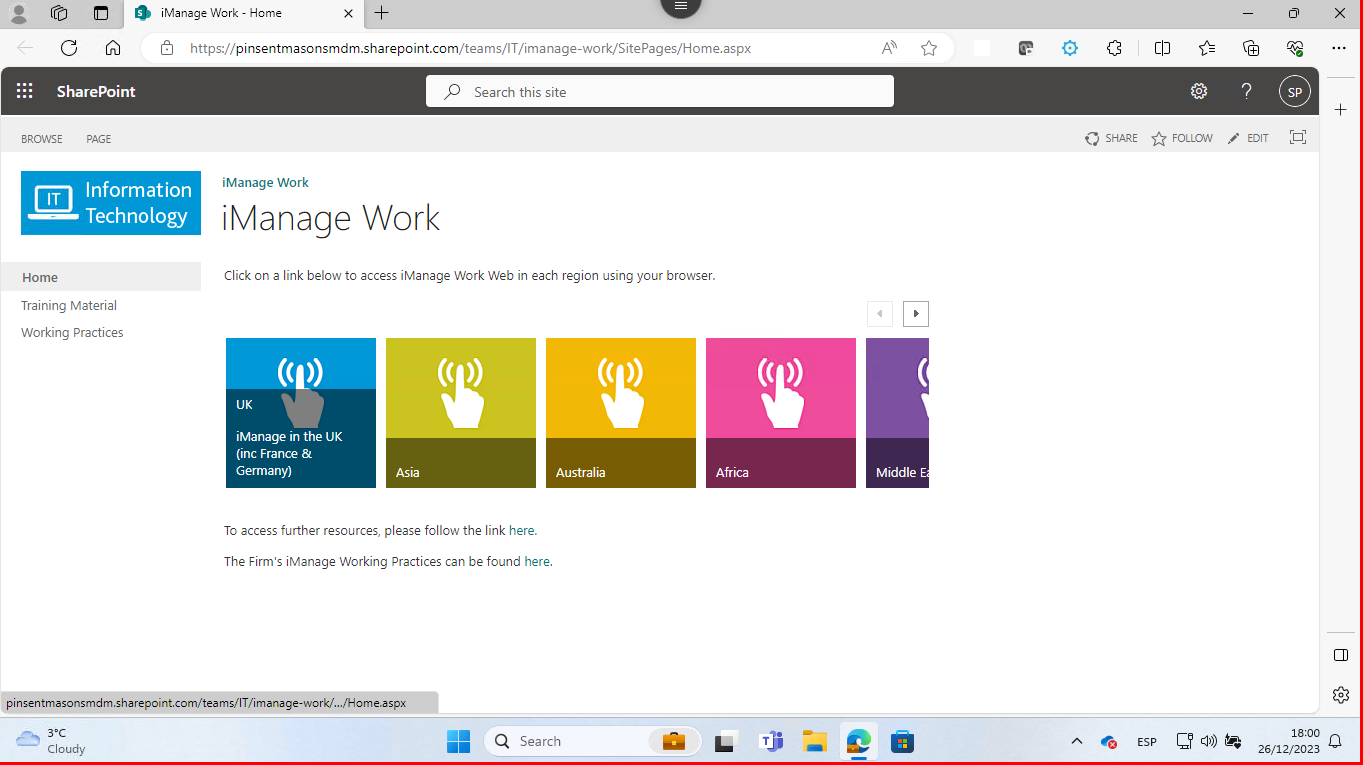 iManage Work - Home
https://pinsentmasonsmdm.sharepoint.com/teams/IT/imanage-work/SitePages/Home.aspx
SharePoint
Search this site
SP
BROWSE
PAGE
SHARE
FOLLOW
EDIT
IT
Information
Technology
iManage Work
iManage Work
Home
Training Material
Working Practices
Click on a link below to access iManage Work Web in each region using your browser.
UK
iManage in the UK
(inc France &
Germany)
Asia
Australia
Africa
Middle Ea
To access further resources, please follow the link here.
The Firm's iManage Working Practices can be found here.
pinsentmasonsmdm.sharepoint.com/teams/IT/imanage-work/.../Home.aspx
3°C
Cloudy
Search
ESP
18:00
26/12/2023